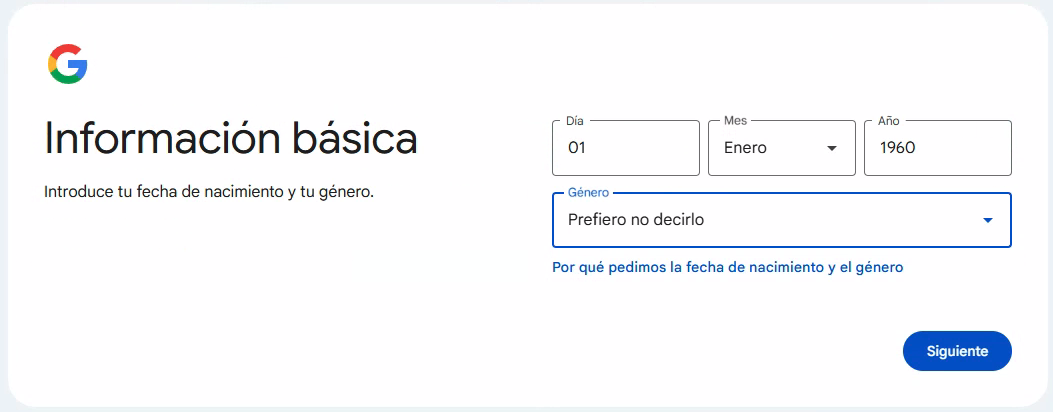 Información básica
Introduce tu fecha de nacimiento y tu género.
Día
01
Mes
Enero
Año
1960
Género
Prefiero no decirlo
Por qué pedimos la fecha de nacimiento y el género
Siguiente